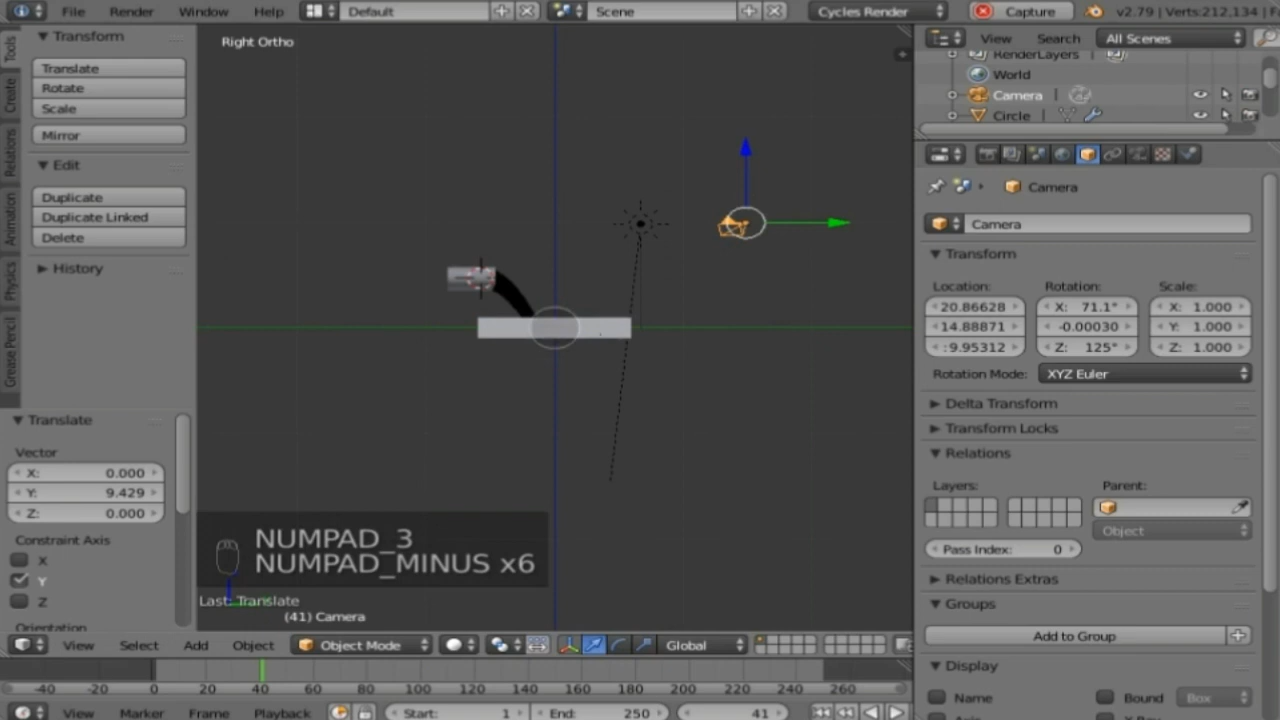 File Render Window Help Default Scene Cycles Render Capture v2.79 | Verts:212,134 |
Tools
Create
Relations
Animation
Physics
Grease Pencil
Transform
Translate
Rotate
Scale
Mirror
Edit
Duplicate
Duplicate Linked
Delete
History
Translate
Vector
X: 0.000
Y: 9.429
Z: 0.000
Constraint Axis
X
Y
Z
Orientation
Right Ortho
NUMPAD_3
NUMPAD_MINUS x6
Last: Translate
(41) Camera
View Select Add Object Object Mode Global
-40 -20 0 20 40 60 80 100 120 140 160 180 200 220 240 260
View Marker Frame Playback Start: 1 End: 250 41
View Search All Scenes
RenderLayers
World
Camera
Circle
Camera
Camera
Transform
Location: Rotation: Scale:
20.86628 X: 71.1° X: 1.000
14.88871 -0.00030 Y: 1.000
:9.95312 Z: 125° Z: 1.000
Rotation Mode: XYZ Euler
Delta Transform
Transform Locks
Relations
Layers: Parent:
Object
Pass Index: 0
Relations Extras
Groups
Add to Group
Display
Name Bound Box